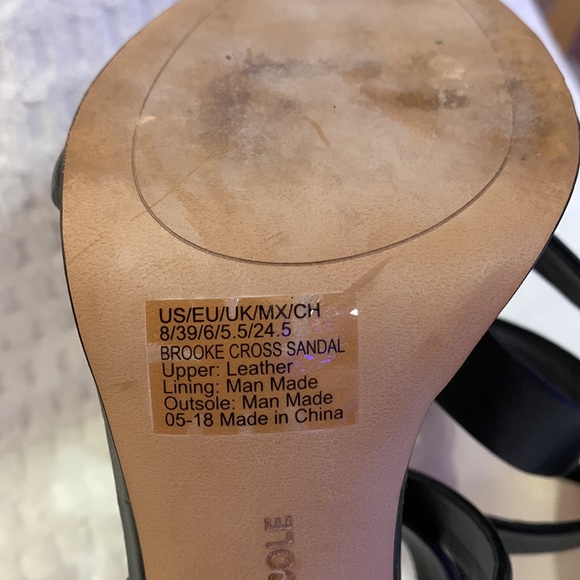 US/EU/UK/MX/CH
8/39/6/5.5/24.5
BROOKE CROSS SANDAL
Upper: Leather
Lining: Man Made
Outsole: Man Made
05-18 Made in China
COLE